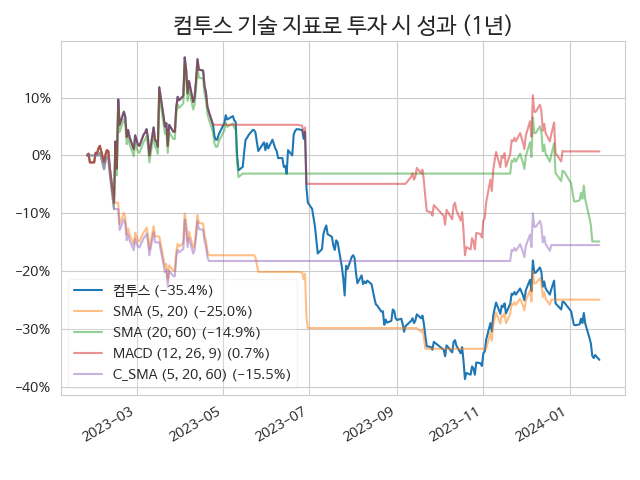 컴투스 기술 지표로 투자 시 성과 (1년)
10%
0%
−10%
−20%
−30%
−40%
컴투스 (−35.4%)
SMA (5, 20) (−25.0%)
SMA (20, 60) (−14.9%)
MACD (12, 26, 9) (0.7%)
C_SMA (5, 20, 60) (−15.5%)
2023−03
2023−05
2023−07
2023−09
2023−11
2024−01